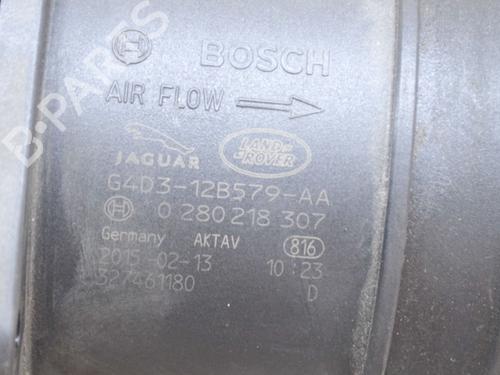 BOSCH
AIR FLOW
JAGUAR
LAND-
ROVER
G4D3-12B579-AA
0 280 218 307
Germany AKTAV 816
2015-02-13 10:23
327461180 D
B-PARTS